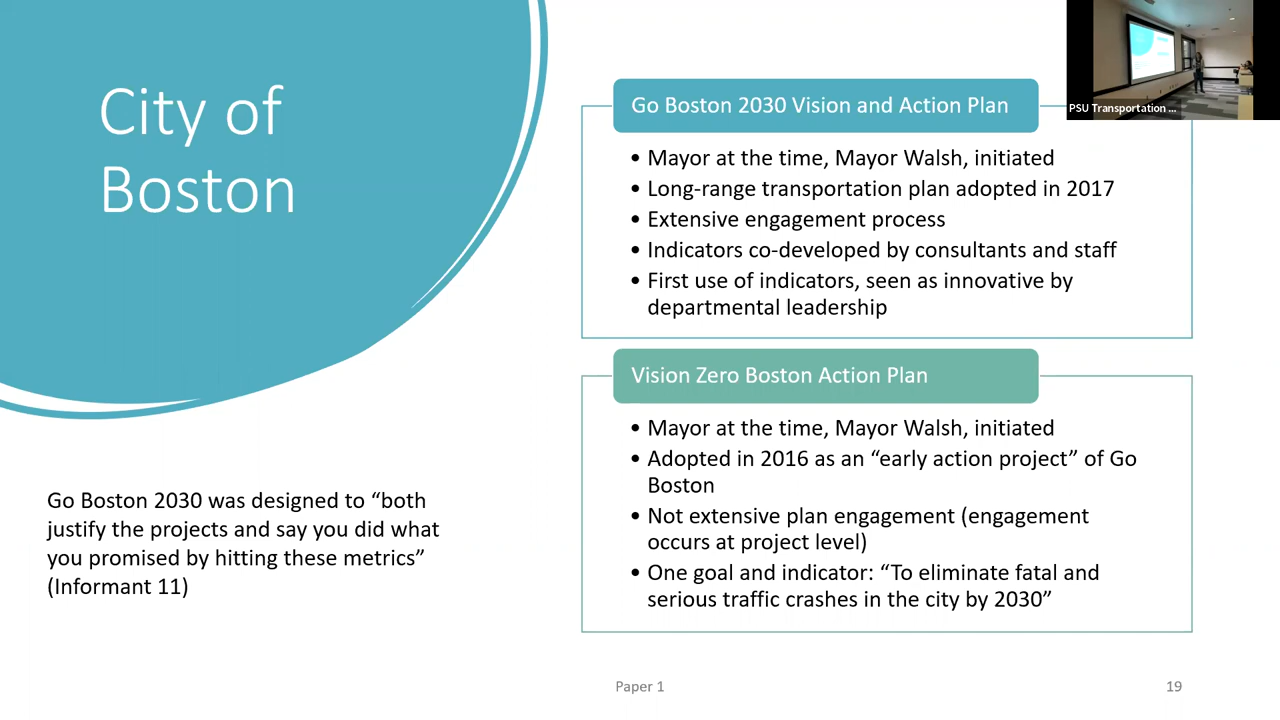 City of
Boston
Go Boston 2030 was designed to “both
justify the projects and say you did what
you promised by hitting these metrics”
(Informant 11)
Go Boston 2030 Vision and Action Plan
• Mayor at the time, Mayor Walsh, initiated
• Long-range transportation plan adopted in 2017
• Extensive engagement process
• Indicators co-developed by consultants and staff
• First use of indicators, seen as innovative by
departmental leadership
Vision Zero Boston Action Plan
• Mayor at the time, Mayor Walsh, initiated
• Adopted in 2016 as an “early action project” of Go
Boston
• Not extensive plan engagement (engagement
occurs at project level)
• One goal and indicator: “To eliminate fatal and
serious traffic crashes in the city by 2030”
Paper 1
19
PSU Transportation ...